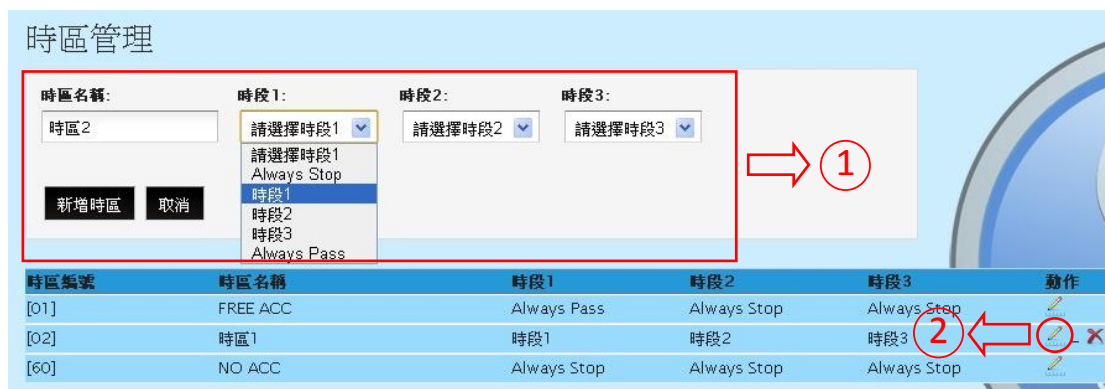 時區管理
時區名稱: 時段1: 時段2: 時段3:
時區2 請選擇時段1 請選擇時段2 請選擇時段3
請選擇時段1
Always Stop
時段1
時段2
時段3
Always Pass
新增時區 取消
①
時區編號 時區名稱 時段1 時段2 時段3 動作
[01] FREE ACC Always Pass Always Stop Always Stop
[02] 時區1 時段1 時段2 時段3 ②
[60] NO ACC Always Stop Always Stop Always Stop